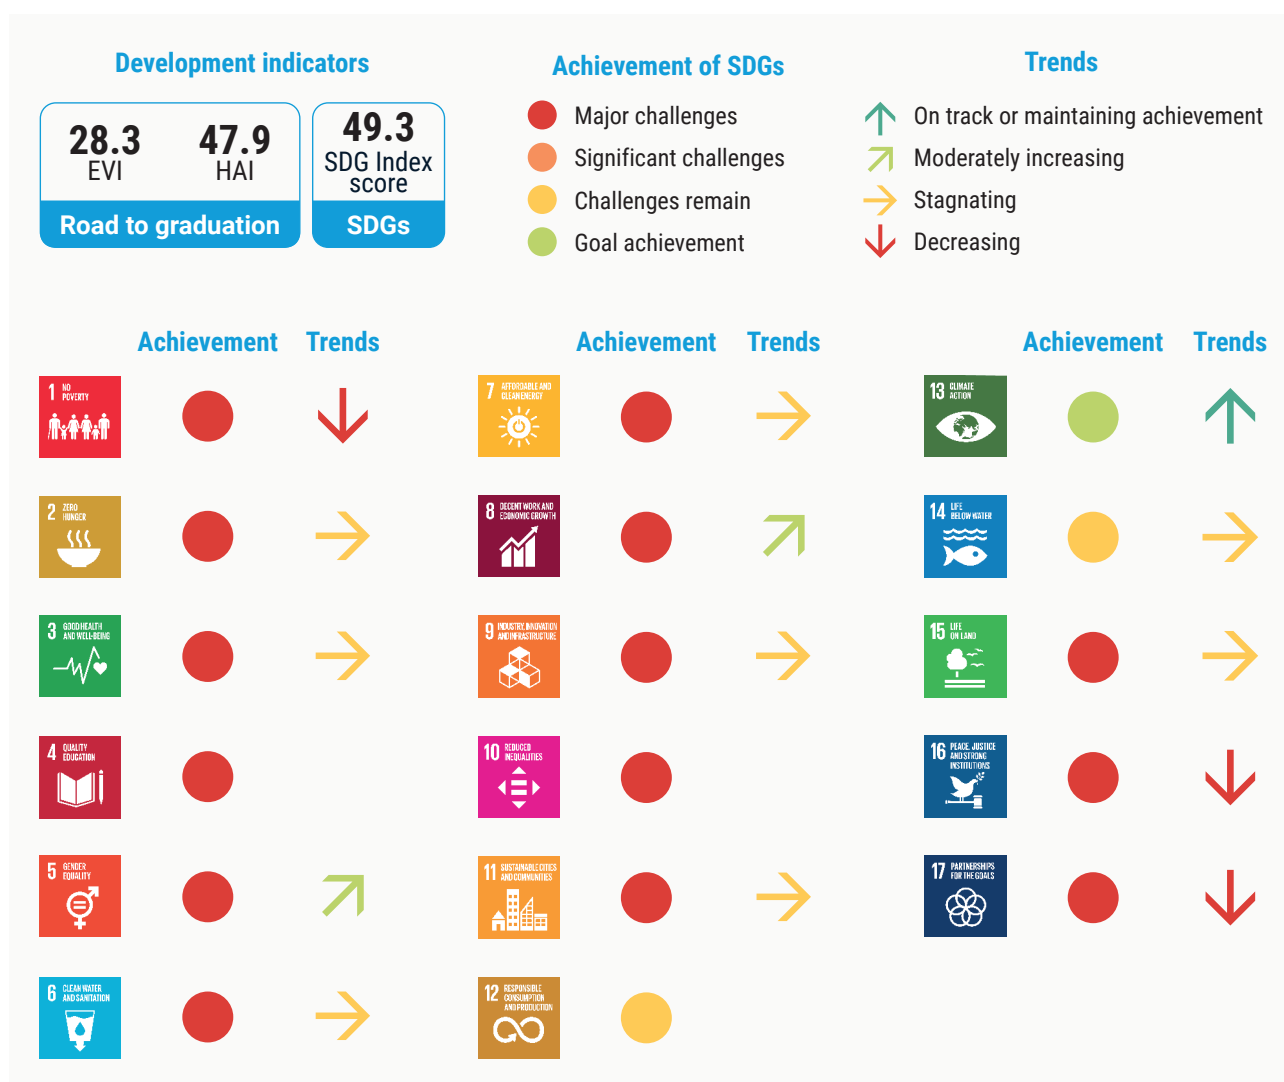 Development indicators
28.3
EVI
47.9
HAI
Road to graduation
49.3
SDG Index
score
SDGs
Achievement of SDGs
Major challenges
Significant challenges
Challenges remain
Goal achievement
Trends
On track or maintaining achievement
Moderately increasing
Stagnating
Decreasing
Achievement Trends
1 NO
POVERTY
2 ZERO
HUNGER
3 GOOD HEALTH
AND WELL-BEING
4 QUALITY
EDUCATION
5 GENDER
EQUALITY
6 CLEAN WATER
AND SANITATION
Achievement Trends
7 AFFORDABLE AND
CLEAN ENERGY
8 DECENT WORK AND
ECONOMIC GROWTH
9 INDUSTRY, INNOVATION
AND INFRASTRUCTURE
10 REDUCED
INEQUALITIES
11 SUSTAINABLE CITIES
AND COMMUNITIES
12 RESPONSIBLE
CONSUMPTION
AND PRODUCTION
Achievement Trends
13 CLIMATE
ACTION
14 LIFE
BELOW WATER
15 LIFE
ON LAND
16 PEACE, JUSTICE
AND STRONG
INSTITUTIONS
17 PARTNERSHIPS
FOR THE GOALS